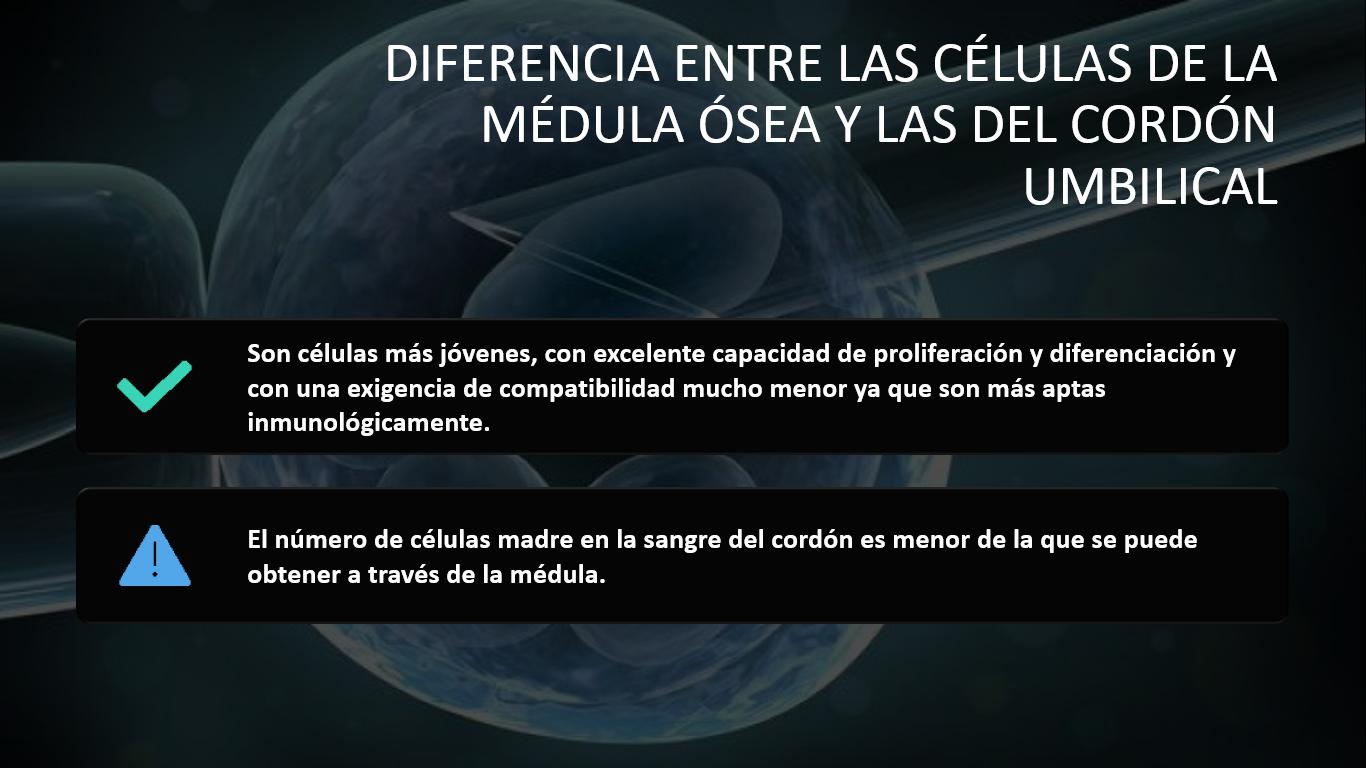 DIFERENCIA ENTRE LAS CÉLULAS DE LA
MÉDULA ÓSEA Y LAS DEL CORDÓN
UMBILICAL
Son células más jóvenes, con excelente capacidad de proliferación y diferenciación y
con una exigencia de compatibilidad mucho menor ya que son más aptas
inmunológicamente.
El número de células madre en la sangre del cordón es menor de la que se puede
obtener a través de la médula.